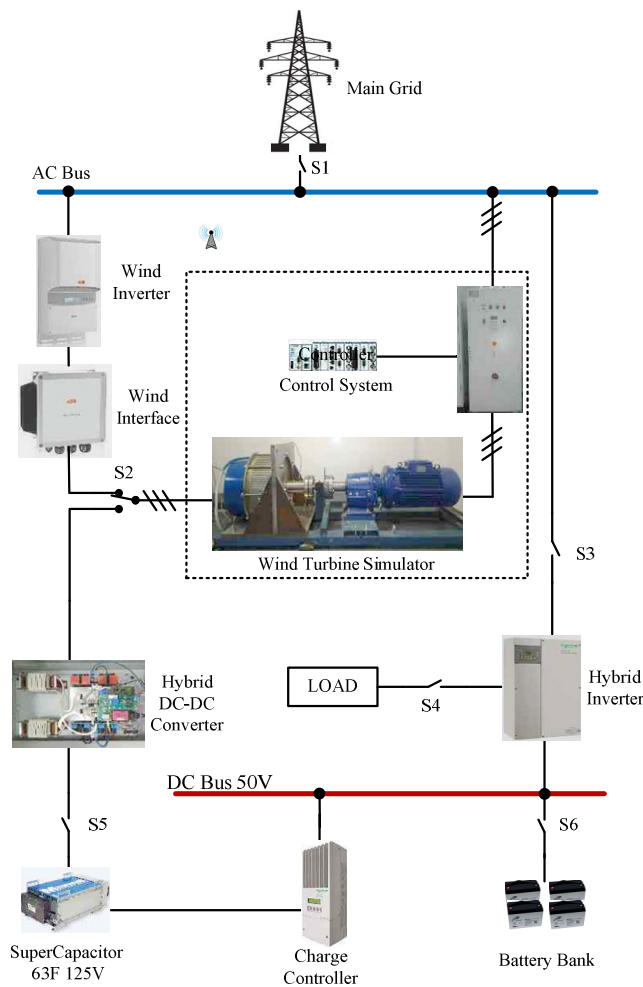 Main Grid
S1
AC Bus
Wind
Inverter
Controller
Control System
Wind
Interface
S2
Wind Turbine Simulator
S3
Hybrid
DC-DC
Converter
LOAD
S4
Hybrid
Inverter
DC Bus 50V
S5
S6
SuperCapacitor
63F 125V
Charge
Controller
Battery Bank